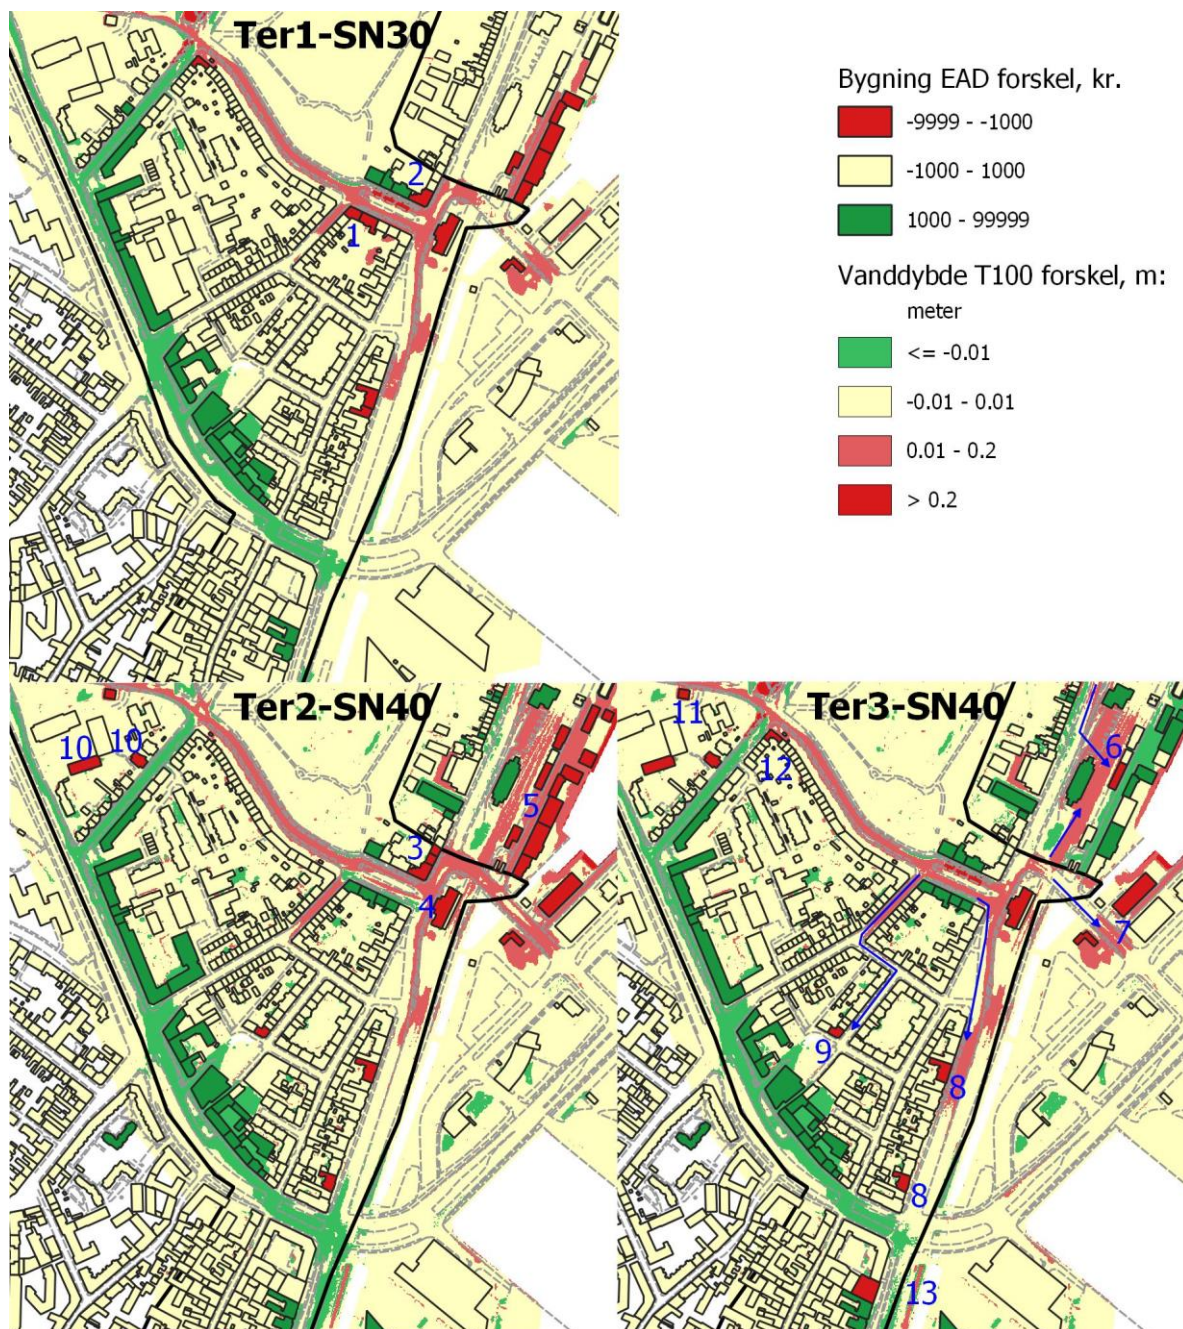 Ter1-SN30
Bygning EAD forskel, kr.
-9999 - -1000
-1000 - 1000
1000 - 99999
Vanddybde T100 forskel, m:
meter
<= -0.01
-0.01 - 0.01
0.01 - 0.2
> 0.2
2
1
Ter2-SN40
10
10
5
3
4
Ter3-SN40
11
6
12
7
9
8
8
13